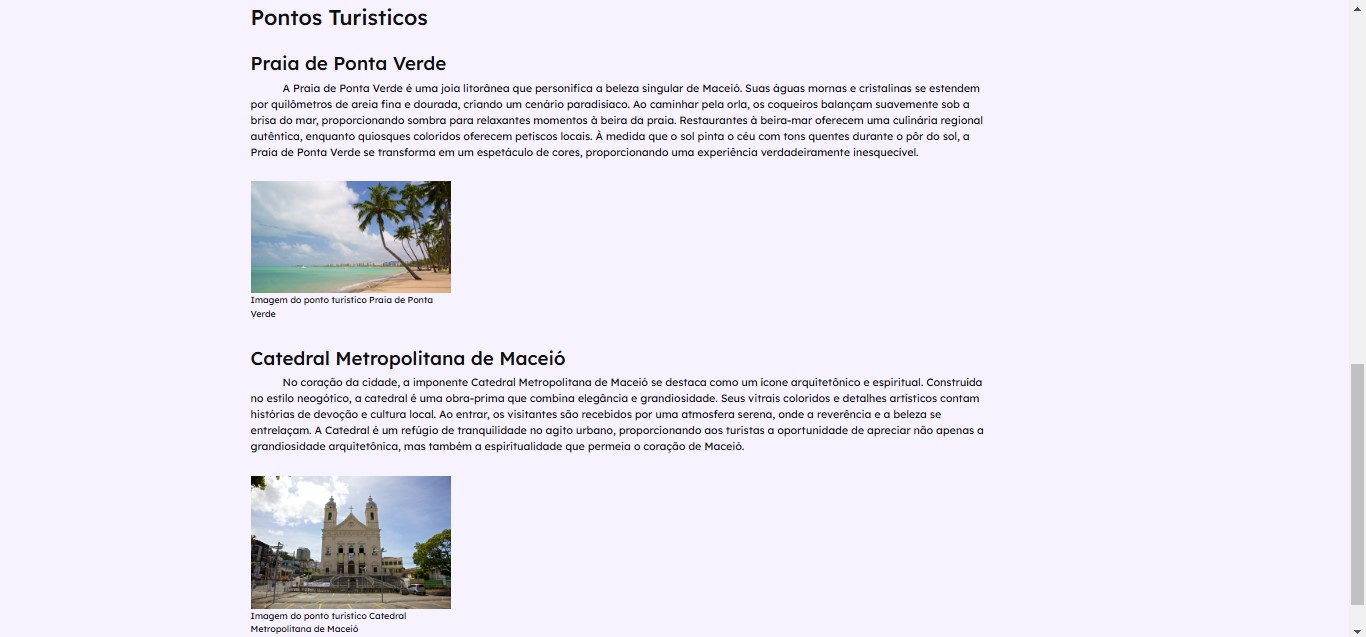 Pontos Turisticos
Praia de Ponta Verde
A Praia de Ponta Verde é uma joia litorânea que personifica a beleza singular de Maceió. Suas águas mornas e cristalinas se estendem
por quilômetros de areia fina e dourada, criando um cenário paradisíaco. Ao caminhar pela orla, os coqueiros balançam suavemente sob a
brisa do mar, proporcionando sombra para relaxantes momentos à beira da praia. Restaurantes à beira-mar oferecem uma culinária regional
autêntica, enquanto quiosques coloridos oferecem petiscos locais. À medida que o sol pinta o céu com tons quentes durante o pôr do sol, a
Praia de Ponta Verde se transforma em um espetáculo de cores, proporcionando uma experiência verdadeiramente inesquecível.
Imagem do ponto turistico Praia de Ponta
Verde
Catedral Metropolitana de Maceió
No coração da cidade, a imponente Catedral Metropolitana de Maceió se destaca como um ícone arquitetônico e espiritual. Construída
no estilo neogótico, a catedral é uma obra-prima que combina elegância e grandiosidade. Seus vitrais coloridos e detalhes artísticos contam
histórias de devoção e cultura local. Ao entrar, os visitantes são recebidos por uma atmosfera serena, onde a reverência e a beleza se
entrelaçam. A Catedral é um refúgio de tranquilidade no agito urbano, proporcionando aos turistas a oportunidade de apreciar não apenas a
grandiosidade arquitetônica, mas também a espiritualidade que permeia o coração de Maceió.
Imagem do ponto turistico Catedral
Metropolitana de Maceió